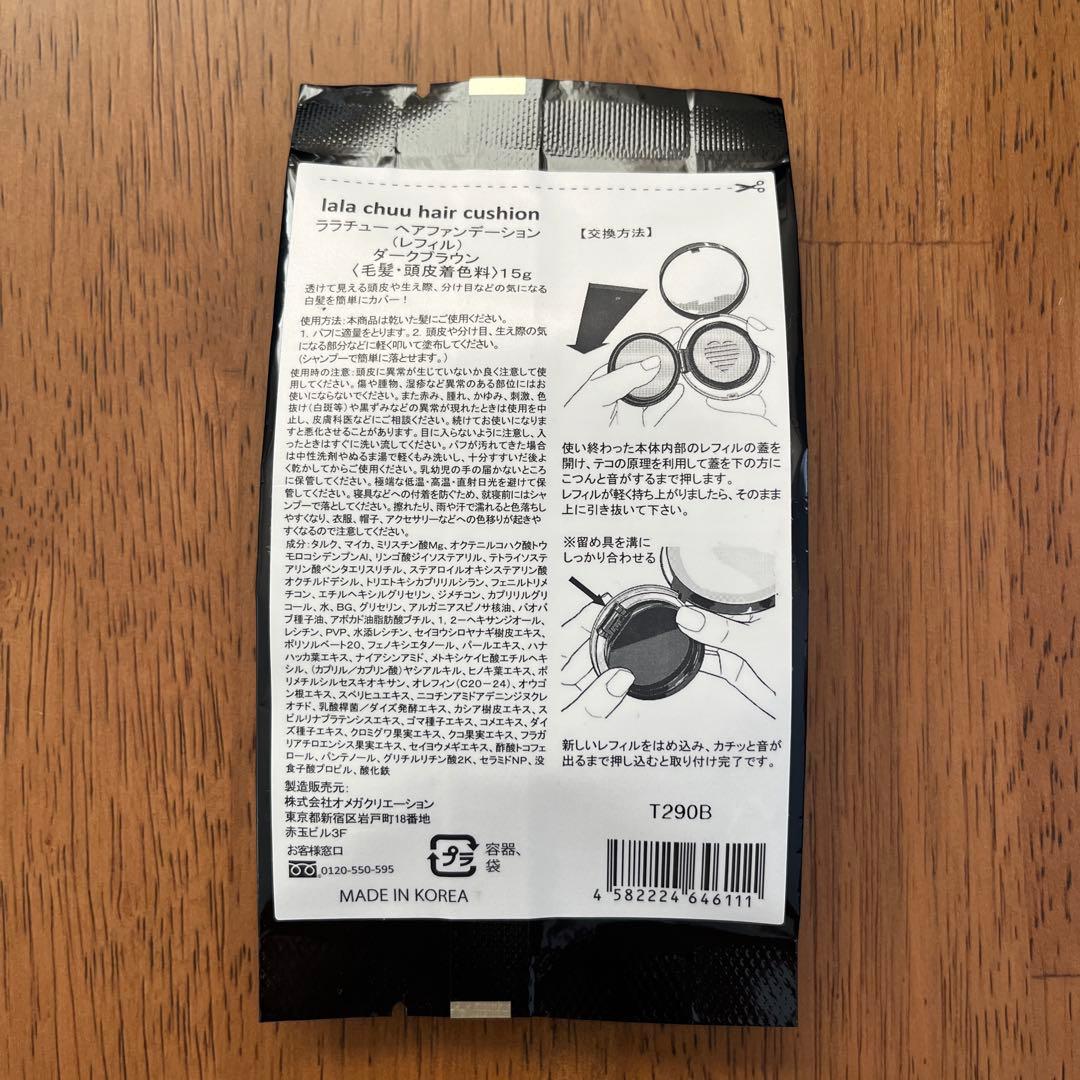 lala chuu hair cushion
ララチュー ヘアファンデーション
（レフィル）
ダークブラウン
〈毛髪・頭皮着色料〉15g
透けて見える頭皮や生え際、分け目などの気になる
白髪を簡単にカバー！
使用方法：本商品は乾いた髪にご使用ください。
1. パフに適量をとります。2. 頭皮や分け目、生え際の気
になる部分などに軽く叩いて塗布してください。
（シャンプーで簡単に落とせます。）
使用時の注意：頭皮に異常が生じていないか良く注意して使
用してください。傷や腫物、湿疹など異常のある部位にはお
使いにならないでください。また赤み、腫れ、かゆみ、刺激、色
抜け（白斑等）や黒ずみなどの異常が現れたときは使用を中
止し、皮膚科医などにご相談ください。続けてお使いになりま
すと悪化させることがあります。目に入らないように注意し、入
ったときはすぐに洗い流してください。パフが汚れてきた場合
は中性洗剤やぬるま湯で軽くもみ洗いし、十分すすいだ後よ
く乾かしてからご使用ください。乳幼児の手の届かないところ
に保管してください。極端な低温・高温・直射日光を避けて保
管してください。寝具などへの付着を防ぐため、就寝前にはシャ
ンプーで落としてください。擦れたり、雨や汗で濡れると色落ちし
やすくなり、衣服、帽子、アクセサリーなどへの色移りが起きや
すくなるので注意してください。
成分：タルク、マイカ、ミリスチン酸Mg、オクテニルコハク酸トウ
モロコシデンプンAl、リンゴ酸ジイソステアリル、テトライソステ
アリン酸ペンタエリスリチル、ステアロイルオキシステアリン酸
オクチルドデシル、トリエトキシカプリリルシラン、フェニルトリメ
チコン、エチルヘキシルグリセリン、ジメチコン、カプリリルグリ
コール、水、BG、グリセリン、アルガニアスピノサ核油、バオバ
ブ種子油、アボカド油脂肪酸ブチル、1, 2－ヘキサンジオール、
レシチン、PVP、水添レシチン、セイヨウシロヤナギ樹皮エキス、
ポリソルベート20、フェノキシエタノール、パールエキス、ハナ
ハッカ葉エキス、ナイアシンアミド、メトキシケイヒ酸エチルヘキ
シル、（カプリル／カプリン酸）ヤシアルキル、ヒノキ葉エキス、ポ
リメチルシルセスキオキサン、オレフィン（C20－24）、オウゴ
ン根エキス、スベリヒユエキス、ニコチンアミドアデニンジヌクレ
オチド、乳酸桿菌／ダイズ発酵エキス、カシア樹皮エキス、ス
ピルリナプラテンシスエキス、ゴマ種子エキス、コメエキス、ダイ
ズ種子エキス、クロミグワ果実エキス、クコ果実エキス、フラガ
リアチロエンシス果実エキス、セイヨウメギエキス、酢酸トコフェ
ロール、パンテノール、グリチルリチン酸2K、セラミドNP、没
食子酸プロピル、酸化鉄
製造販売元：
株式会社オメガクリエーション
東京都新宿区岩戸町18番地
赤玉ビル3F
お客様窓口
0120-550-595
MADE IN KOREA
プラ
容器、
袋
【交換方法】
使い終わった本体内部のレフィルの蓋を
開け、テコの原理を利用して蓋を下の方に
こつんと音がするまで押します。
レフィルが軽く持ち上がりましたら、そのまま
上に引き抜いて下さい。
※留め具を溝に
しっかり合わせる
新しいレフィルをはめ込み、カチッと音が
出るまで押し込むと取り付け完了です。
T290B
4 582224 646111